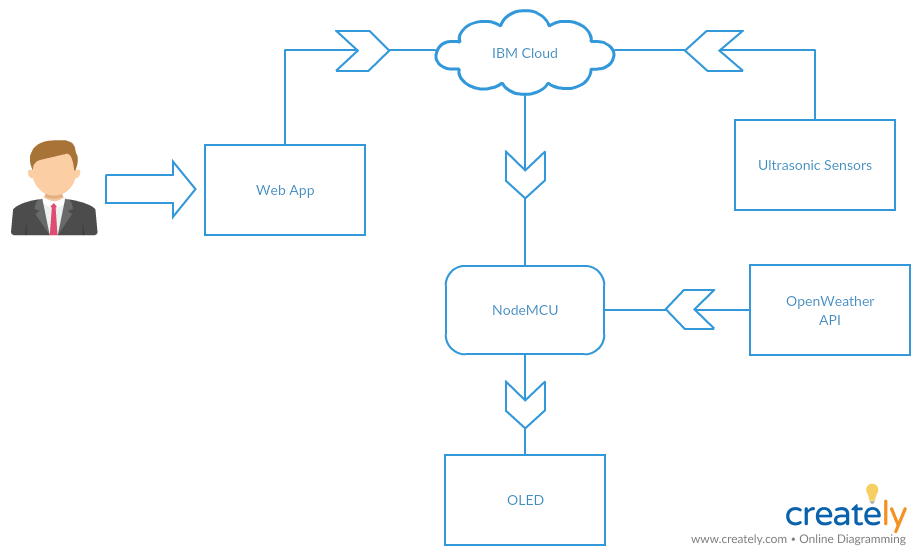 IBM Cloud
Ultrasonic Sensors
Web App
NodeMCU
OpenWeather
API
OLED
creately
www.creately.com • Online Diagramming